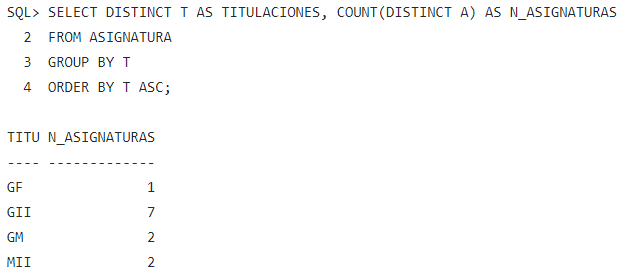 SQL> SELECT DISTINCT T AS TITULACIONES, COUNT(DISTINCT A) AS N_ASIGNATURAS
  2  FROM ASIGNATURA
  3  GROUP BY T
  4  ORDER BY T ASC;

TITU N_ASIGNATURAS
---- -------------
GF               1
GII              7
GM               2
MII              2